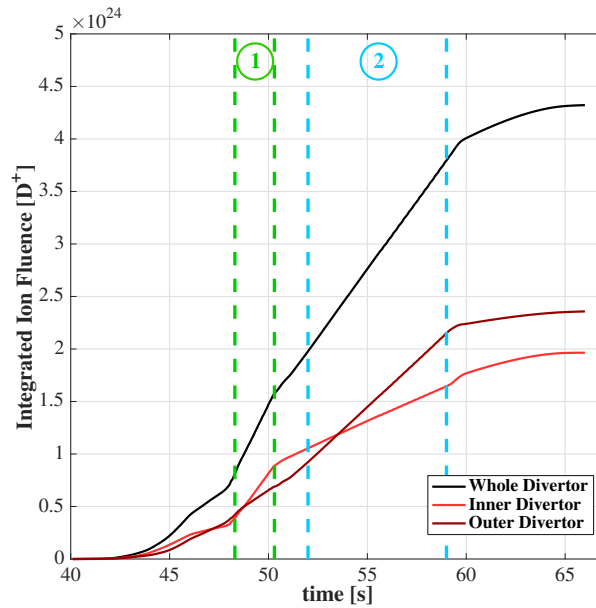 ×10^24
5
4.5
4
3.5
3
2.5
2
1.5
1
0.5
0
Integrated Ion Fluence [D^+]
1
2
Whole Divertor
Inner Divertor
Outer Divertor
40 45 50 55 60 65
time [s]